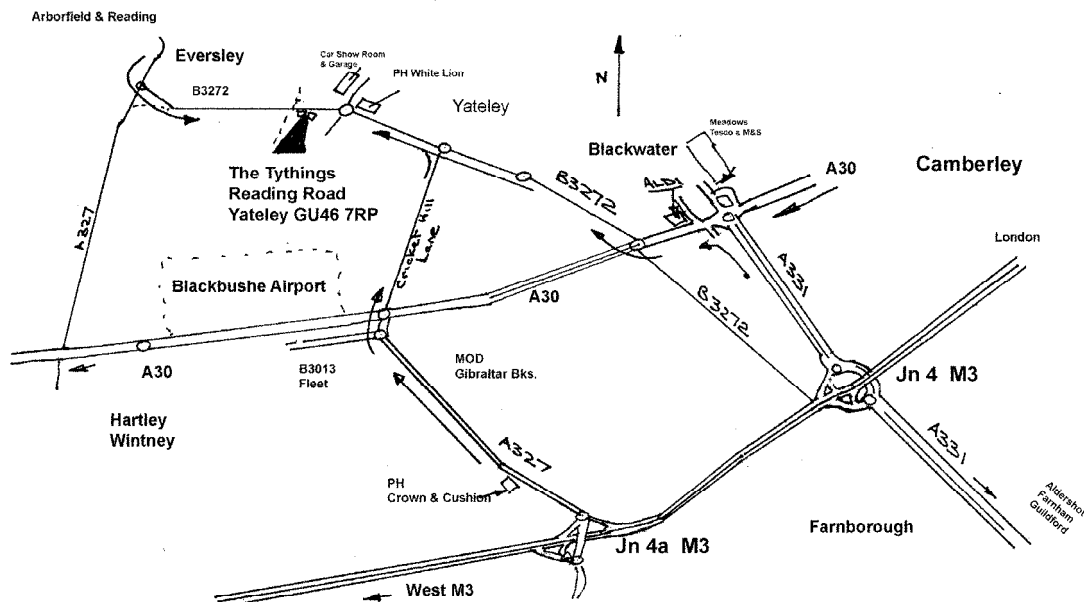 Arborfield & Reading
Eversley
B3272
Car Show Room
& Garage
PH White Lion
Yateley
N
Meadows
Tesco & M&S
Blackwater
ALDI
A30
Camberley
The Tythings
Reading Road
Yateley GU46 7RP
B3272
A327
Cricket Hill
Lane
London
A331
Blackbushe Airport
A30
B3272
A30
B3013
Fleet
MOD
Gibraltar Bks.
Jn 4 M3
Hartley
Wintney
A327
A331
PH
Crown & Cushion
Aldershot
Farnham
Guildford
Farnborough
Jn 4a M3
West M3